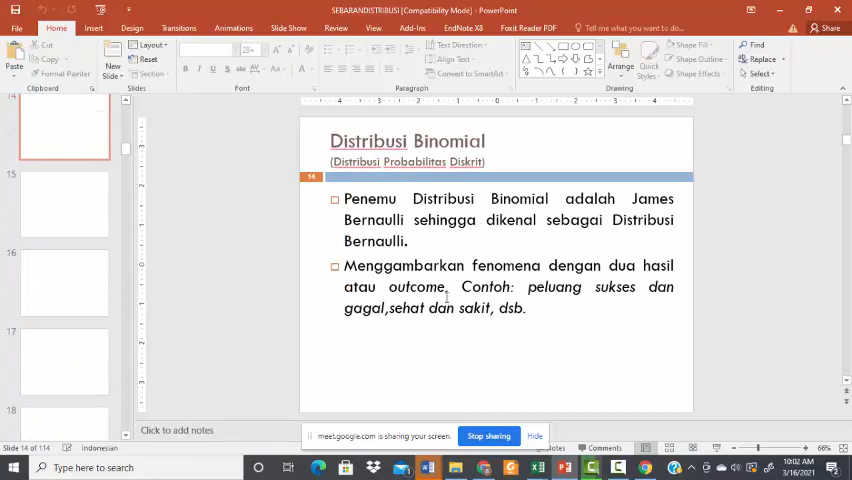 SEBARANDISTRIBUSI [Compatibility Mode] - PowerPoint
File Home Insert Design Transitions Animations Slide Show Review View Add-Ins EndNote X8 Foxit Reader PDF Tell me what you want to do... Share
Cut
Copy
Format Painter
Paste
Clipboard
New
Slide
Layout
Reset
Section
Slides
28+
Font
Text Direction
Align Text
Convert to SmartArt
Paragraph
Arrange
Quick
Styles
Shape Fill
Shape Outline
Shape Effects
Drawing
Find
Replace
Select
Editing
14
15
16
17
18
Distribusi Binomial
(Distribusi Probabilitas Diskrit)
14
Penemu Distribusi Binomial adalah James
Bernaulli sehingga dikenal sebagai Distribusi
Bernaulli.
Menggambarkan fenomena dengan dua hasil
atau outcome. Contoh: peluang sukses dan
gagal,sehat dan sakit, dsb.
Click to add notes
meet.google.com is sharing your screen. Stop sharing Hide
Slide 14 of 114 Indonesian Notes Comments 66%
Type here to search
10:02 AM
3/16/2021